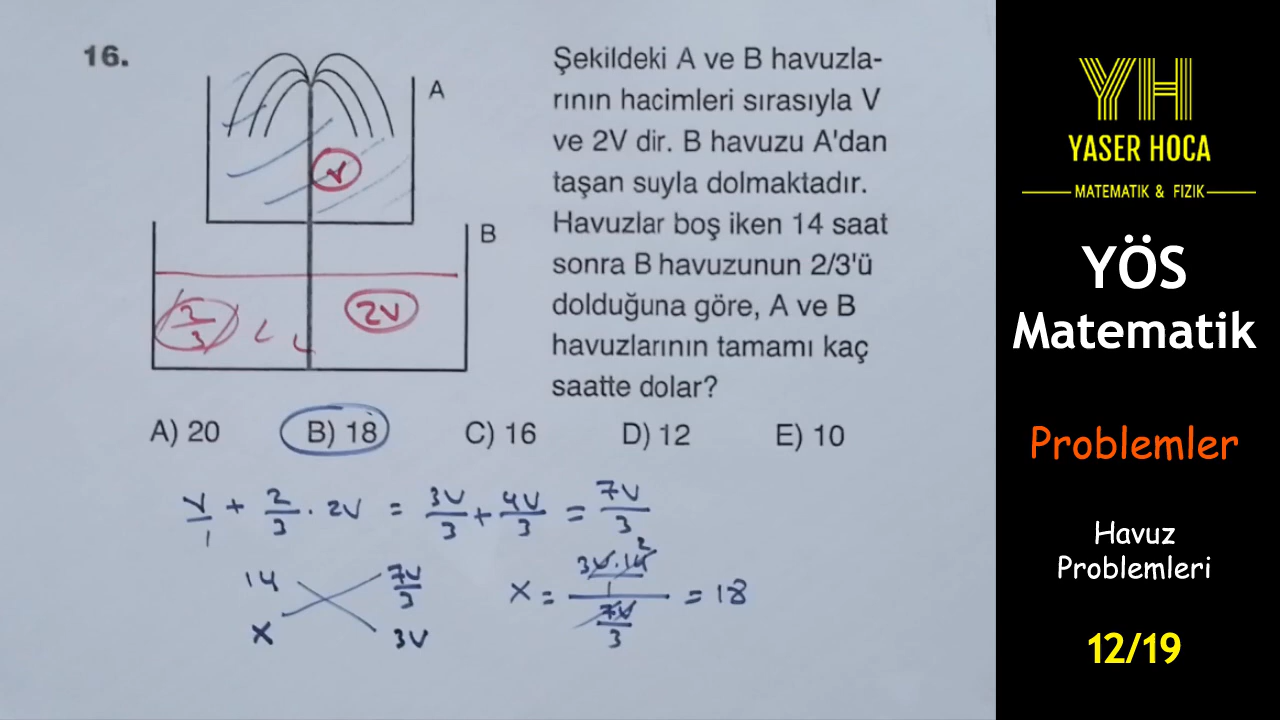 16.
A
B
V
2V
2/3
Şekildeki A ve B havuzla-
rının hacimleri sırasıyla V
ve 2V dir. B havuzu A'dan
taşan suyla dolmaktadır.
Havuzlar boş iken 14 saat
sonra B havuzunun 2/3'ü
dolduğuna göre, A ve B
havuzlarının tamamı kaç
saatte dolar?
A) 20 B) 18 C) 16 D) 12 E) 10
V/1 + 2/3 . 2V = 3V/3 + 4V/3 = 7V/3
14 7V/3
x 3V
x = 3V.14 2 / 1 / 7V/3 = 18
YH
YASER HOCA
MATEMATIK & FIZIK
YÖS
Matematik
Problemler
Havuz
Problemleri
12/19